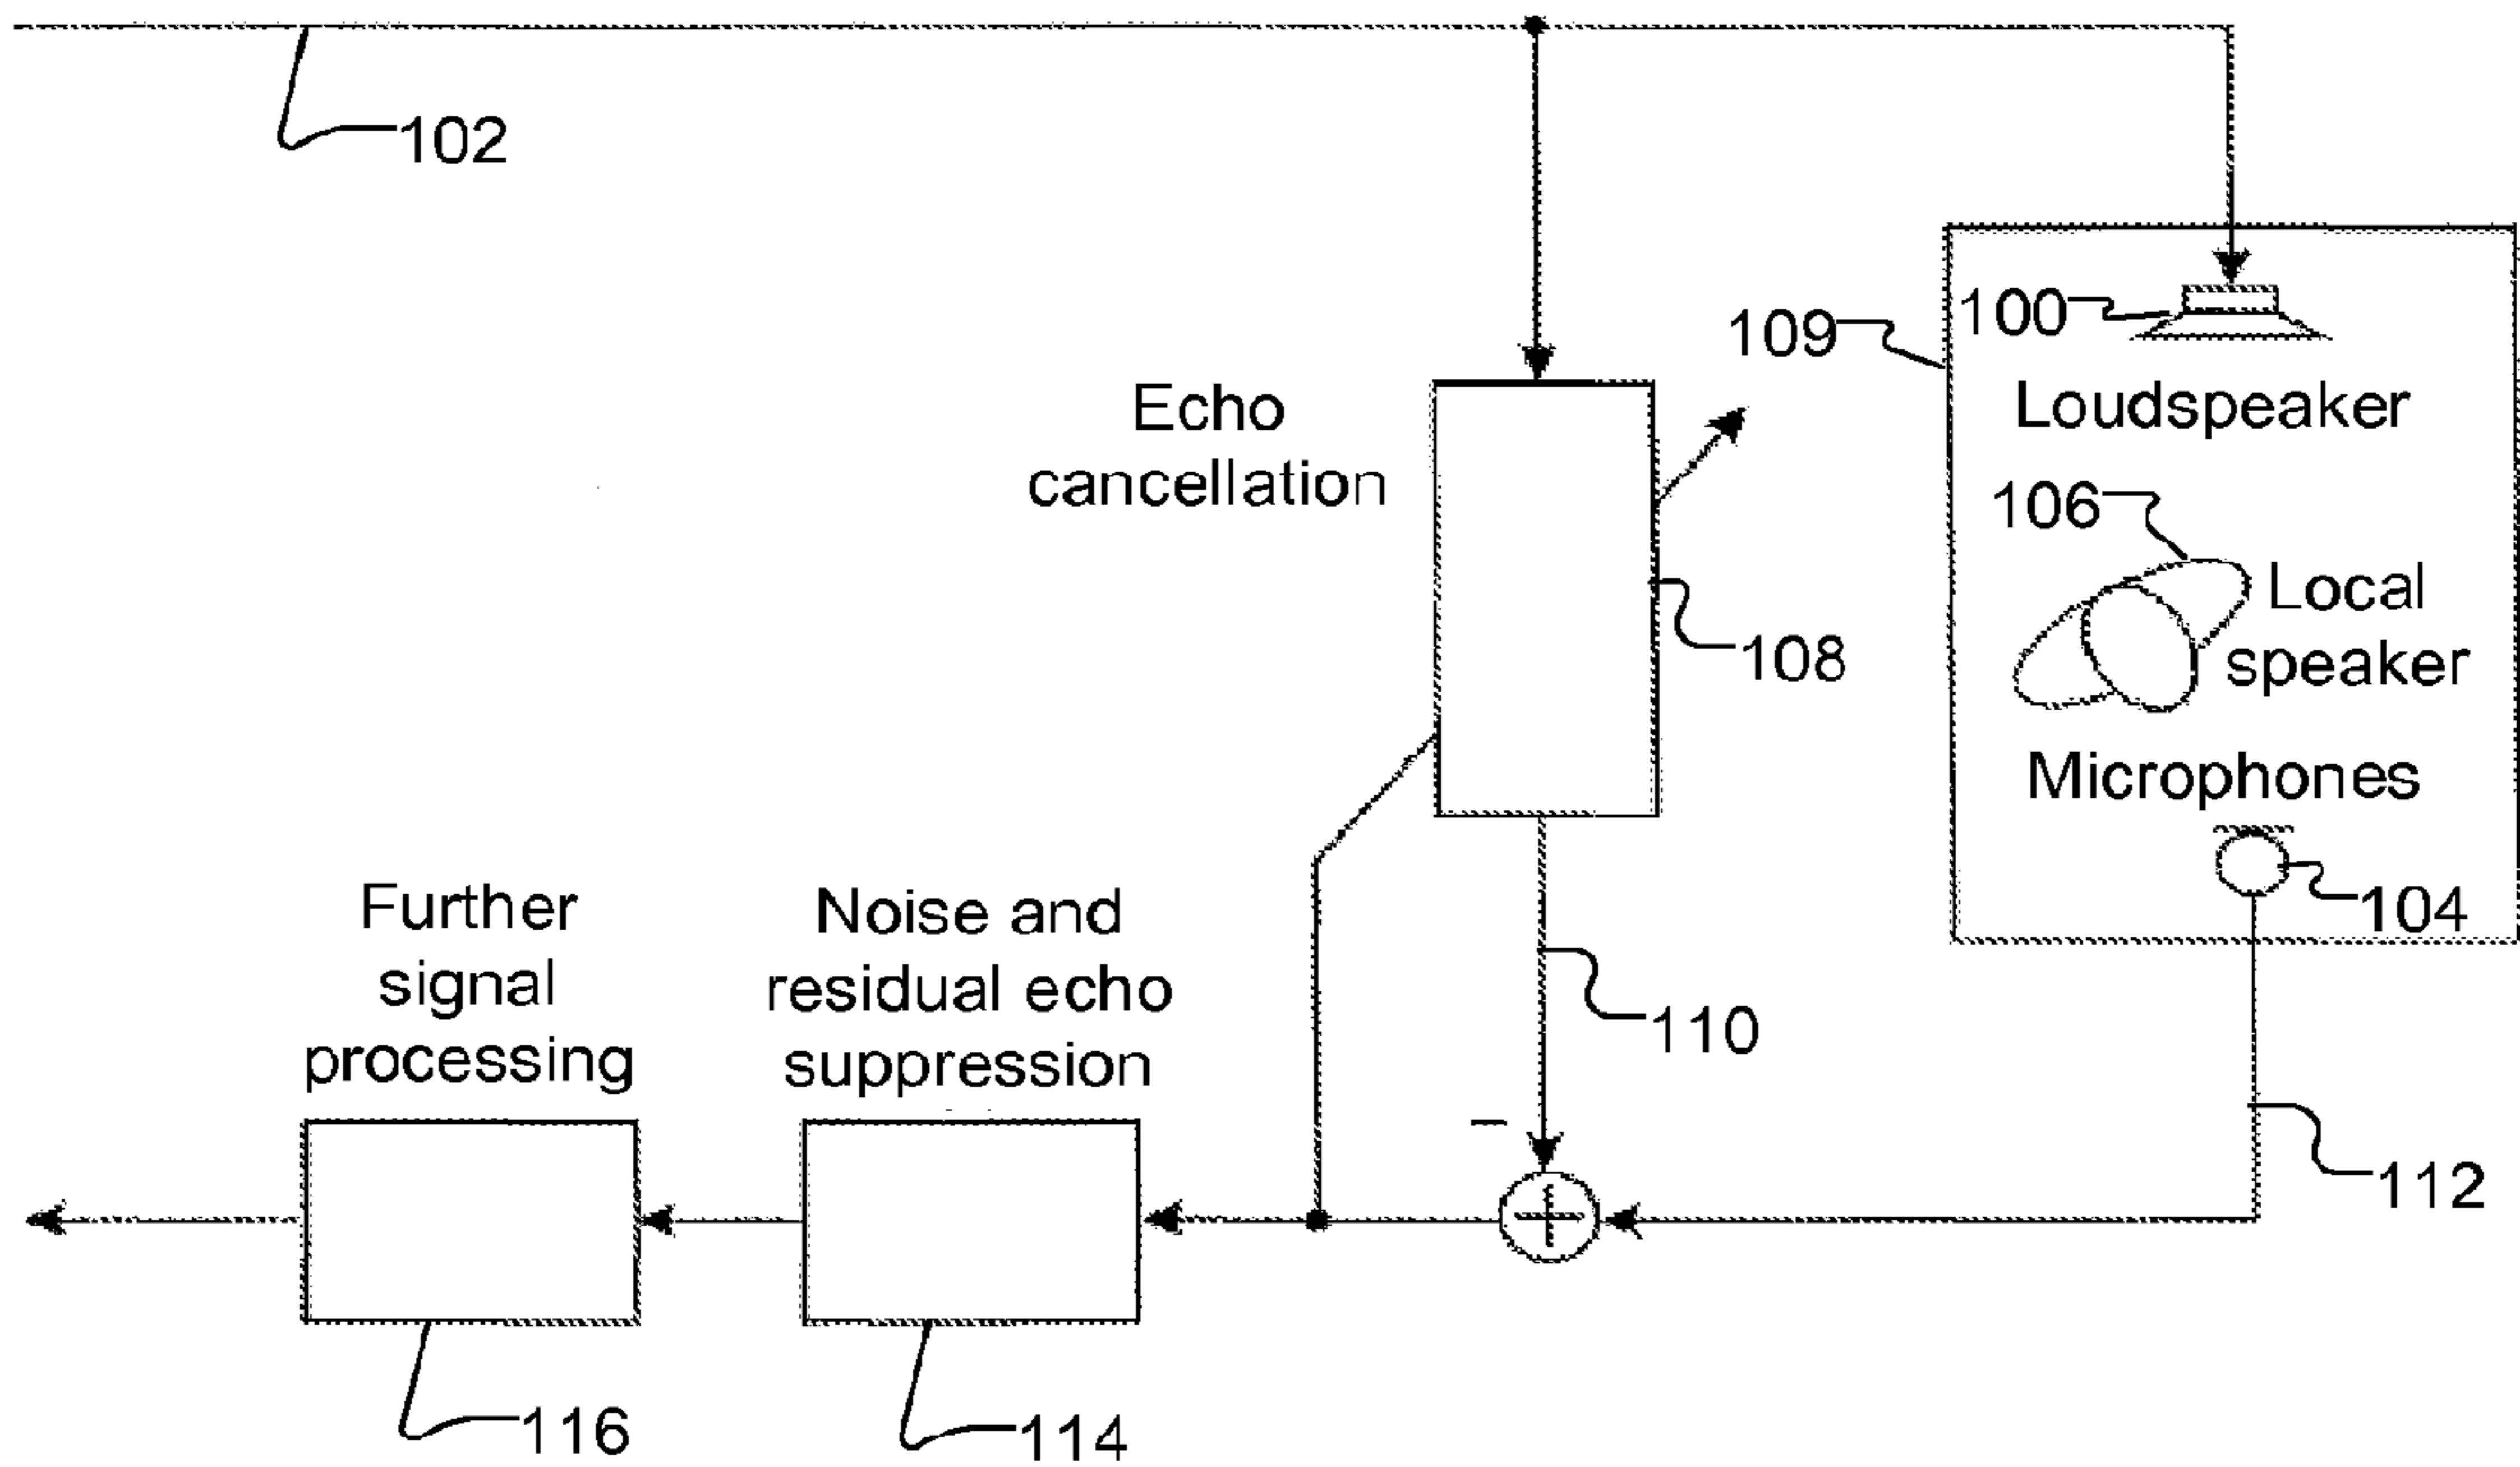 102
100
109
Loudspeaker
Echo
cancellation
106
Local
speaker
108
Microphones
104
Further
signal
processing
Noise and
residual echo
suppression
110
–
+
112
116
114